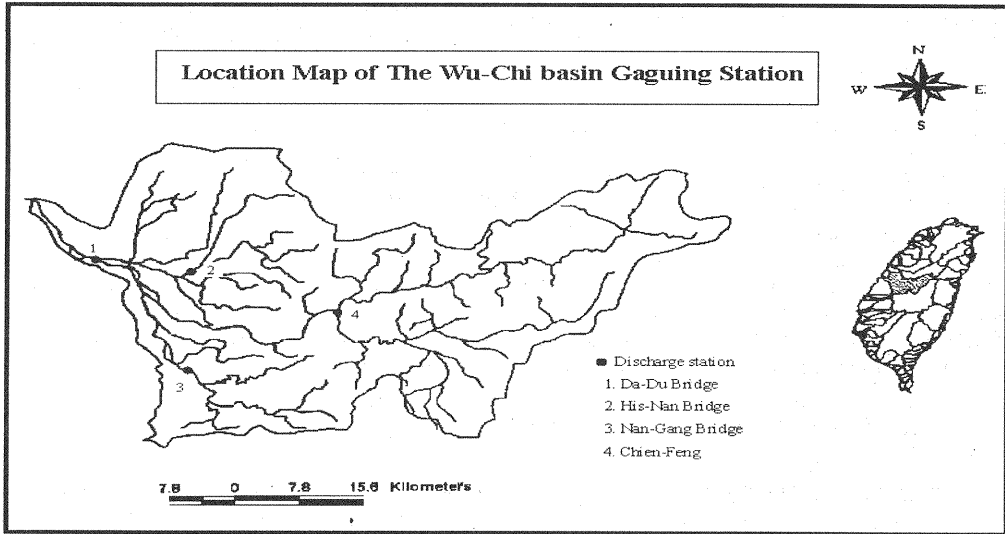 Location Map of The Wu-Chi basin Gaguing Station
N
W E
S
1
2
4
3
Discharge station
1. Da-Du Bridge
2. His-Nan Bridge
3. Nan-Gang Bridge
4. Chien-Feng
7.8 0 7.8 15.6 Kilometers